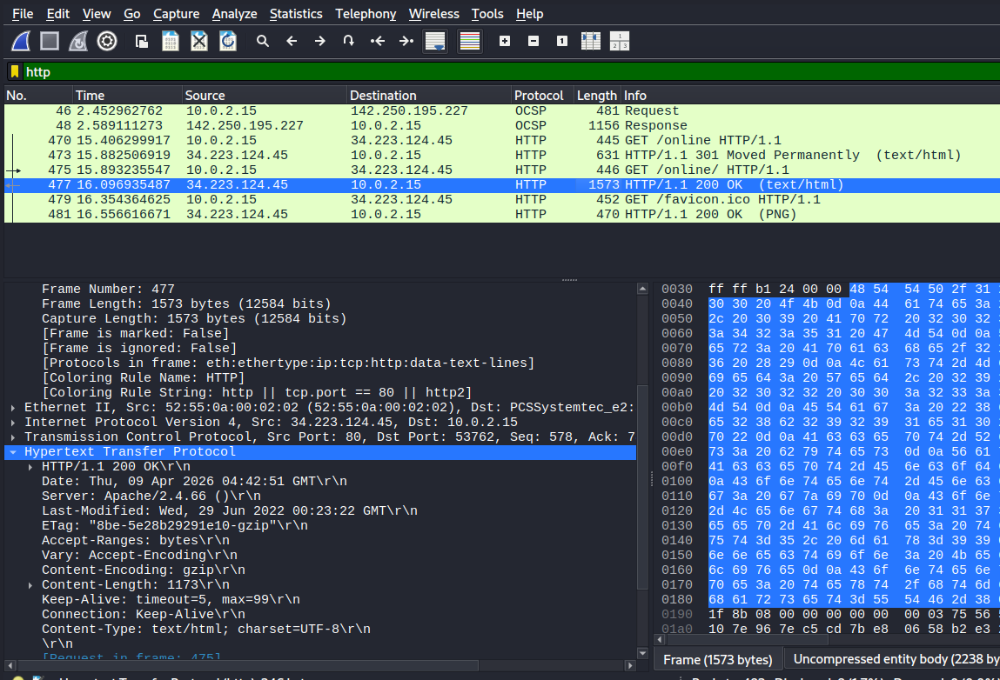 File Edit View Go Capture Analyze Statistics Telephony Wireless Tools Help
http
No. Time Source Destination Protocol Length Info
46 2.452962762 10.0.2.15 142.250.195.227 OCSP 481 Request
48 2.589111273 142.250.195.227 10.0.2.15 OCSP 1156 Response
470 15.406299917 10.0.2.15 34.223.124.45 HTTP 445 GET /online HTTP/1.1
473 15.882506919 34.223.124.45 10.0.2.15 HTTP 631 HTTP/1.1 301 Moved Permanently (text/html)
475 15.893235547 10.0.2.15 34.223.124.45 HTTP 446 GET /online/ HTTP/1.1
477 16.096935487 34.223.124.45 10.0.2.15 HTTP 1573 HTTP/1.1 200 OK (text/html)
479 16.354364625 10.0.2.15 34.223.124.45 HTTP 452 GET /favicon.ico HTTP/1.1
481 16.556616671 34.223.124.45 10.0.2.15 HTTP 470 HTTP/1.1 200 OK (PNG)
Frame Number: 477
Frame Length: 1573 bytes (12584 bits)
Capture Length: 1573 bytes (12584 bits)
[Frame is marked: False]
[Frame is ignored: False]
[Protocols in frame: eth:ethertype:ip:tcp:http:data-text-lines]
[Coloring Rule Name: HTTP]
[Coloring Rule String: http || tcp.port == 80 || http2]
Ethernet II, Src: 52:55:0a:00:02:02 (52:55:0a:00:02:02), Dst: PCSSystemtec_e2:
Internet Protocol Version 4, Src: 34.223.124.45, Dst: 10.0.2.15
Transmission Control Protocol, Src Port: 80, Dst Port: 53762, Seq: 578, Ack: 7
Hypertext Transfer Protocol
HTTP/1.1 200 OK\r\n
Date: Thu, 09 Apr 2026 04:42:51 GMT\r\n
Server: Apache/2.4.66 ()\r\n
Last-Modified: Wed, 29 Jun 2022 00:23:22 GMT\r\n
ETag: "8be-5e28b29291e10-gzip"\r\n
Accept-Ranges: bytes\r\n
Vary: Accept-Encoding\r\n
Content-Encoding: gzip\r\n
Content-Length: 1173\r\n
Keep-Alive: timeout=5, max=99\r\n
Connection: Keep-Alive\r\n
Content-Type: text/html; charset=UTF-8\r\n
\r\n
[Request in frame: 475]
0030 ff ff b1 24 00 00 48 54 54 50 2f 31
0040 30 30 20 4f 4b 0d 0a 44 61 74 65 3a
0050 2c 20 30 39 20 41 70 72 20 32 30 32
0060 3a 34 32 3a 35 31 20 47 4d 54 0d 0a
0070 65 72 3a 20 41 70 61 63 68 65 2f 32
0080 36 20 28 29 0d 0a 4c 61 73 74 2d 4d
0090 69 65 64 3a 20 57 65 64 2c 20 32 39
00a0 20 32 30 32 32 20 30 30 3a 32 33 3a
00b0 4d 54 0d 0a 45 54 61 67 3a 20 22 38
00c0 65 32 38 62 32 39 32 39 31 65 31 30
00d0 70 22 0d 0a 41 63 63 65 70 74 2d 52
00e0 73 3a 20 62 79 74 65 73 0d 0a 56 61
00f0 41 63 63 65 70 74 2d 45 6e 63 6f 64
0100 0a 43 6f 6e 74 65 6e 74 2d 45 6e 63
0110 67 3a 20 67 7a 69 70 0d 0a 43 6f 6e
0120 2d 4c 65 6e 67 74 68 3a 20 31 31 37
0130 65 65 70 2d 41 6c 69 76 65 3a 20 74
0140 75 74 3d 35 2c 20 6d 61 78 3d 39 39
0150 6e 6e 65 63 74 69 6f 6e 3a 20 4b 65
0160 6c 69 76 65 0d 0a 43 6f 6e 74 65 6e
0170 70 65 3a 20 74 65 78 74 2f 68 74 6d
0180 68 61 72 73 65 74 3d 55 54 46 2d 38
0190 1f 8b 08 00 00 00 00 00 00 03 75 56
01a0 10 7e 96 7e c5 cd 7b e8 06 58 b2 e3
Frame (1573 bytes) Uncompressed entity body (2238 by